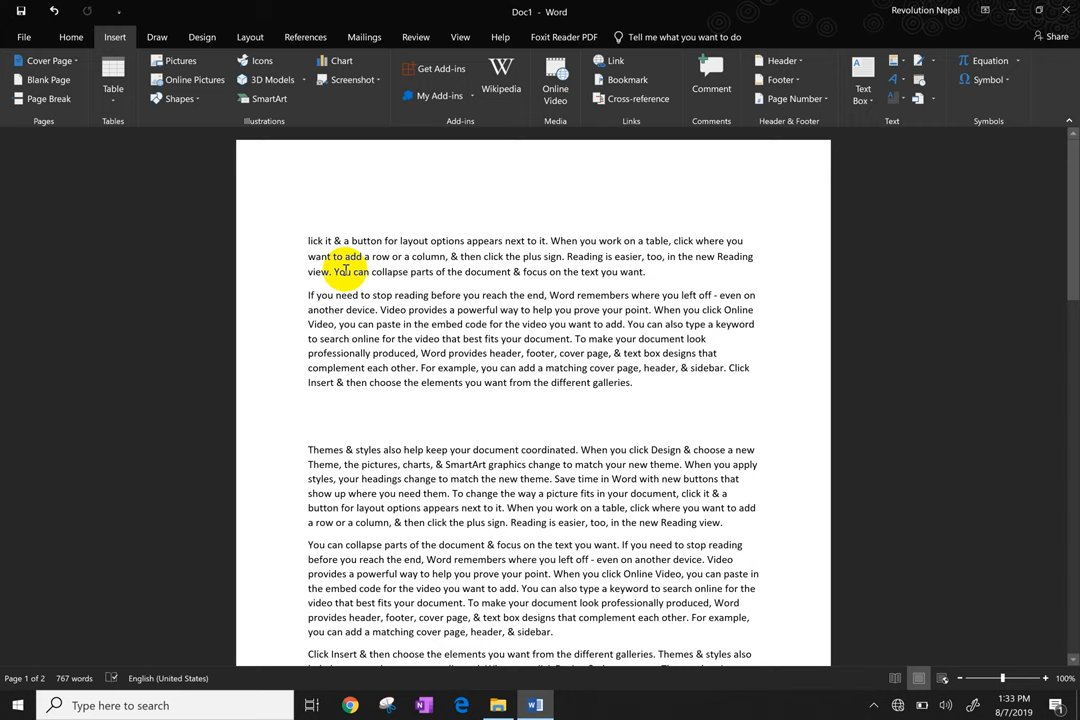 Doc1 - Word
Revolution Nepal
File Home Insert Draw Design Layout References Mailings Review View Help Foxit Reader PDF Tell me what you want to do Share
Cover Page
Blank Page
Page Break
Pages
Table
Tables
Pictures
Online Pictures
Shapes
Icons
3D Models
SmartArt
Chart
Screenshot
Illustrations
Get Add-ins
My Add-ins
Wikipedia
Add-ins
Online
Video
Media
Link
Bookmark
Cross-reference
Links
Comment
Comments
Header
Footer
Page Number
Header & Footer
Text
Box
Text
Equation
Symbol
Symbols
lick it & a button for layout options appears next to it. When you work on a table, click where you
want to add a row or a column, & then click the plus sign. Reading is easier, too, in the new Reading
view. You can collapse parts of the document & focus on the text you want.
If you need to stop reading before you reach the end, Word remembers where you left off - even on
another device. Video provides a powerful way to help you prove your point. When you click Online
Video, you can paste in the embed code for the video you want to add. You can also type a keyword
to search online for the video that best fits your document. To make your document look
professionally produced, Word provides header, footer, cover page, & text box designs that
complement each other. For example, you can add a matching cover page, header, & sidebar. Click
Insert & then choose the elements you want from the different galleries.
Themes & styles also help keep your document coordinated. When you click Design & choose a new
Theme, the pictures, charts, & SmartArt graphics change to match your new theme. When you apply
styles, your headings change to match the new theme. Save time in Word with new buttons that
show up where you need them. To change the way a picture fits in your document, click it & a
button for layout options appears next to it. When you work on a table, click where you want to add
a row or a column, & then click the plus sign. Reading is easier, too, in the new Reading view.
You can collapse parts of the document & focus on the text you want. If you need to stop reading
before you reach the end, Word remembers where you left off - even on another device. Video
provides a powerful way to help you prove your point. When you click Online Video, you can paste in
the embed code for the video you want to add. You can also type a keyword to search online for the
video that best fits your document. To make your document look professionally produced, Word
provides header, footer, cover page, & text box designs that complement each other. For example,
you can add a matching cover page, header, & sidebar.
Click Insert & then choose the elements you want from the different galleries. Themes & styles also
Page 1 of 2 767 words English (United States) 100%
Type here to search
1:33 PM
8/7/2019